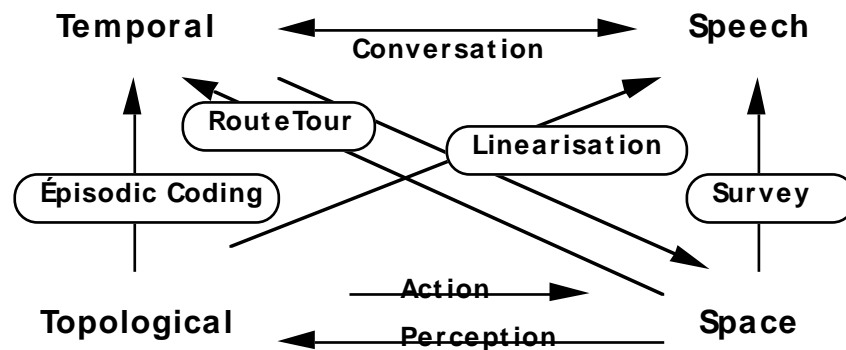 Temporal
Speech
Conversation
RouteTour
Linearisation
Épisodic Coding
Survey
Action
Topological
Space
Perception